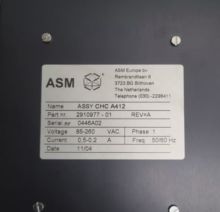 ASM
ASM Europe bv
Rembrandtlaan 9
3723 BG Bilthoven
The Netherlands
Telephone (030)-2298411
Name ASSY CHC A412
Part nr. 2910977 - 01 REV=A
Serial nr 0446A02
Voltage 85-260 VAC Phase 1
Current 0,5-0,2 A Freq 50/60 Hz
Date 11/04